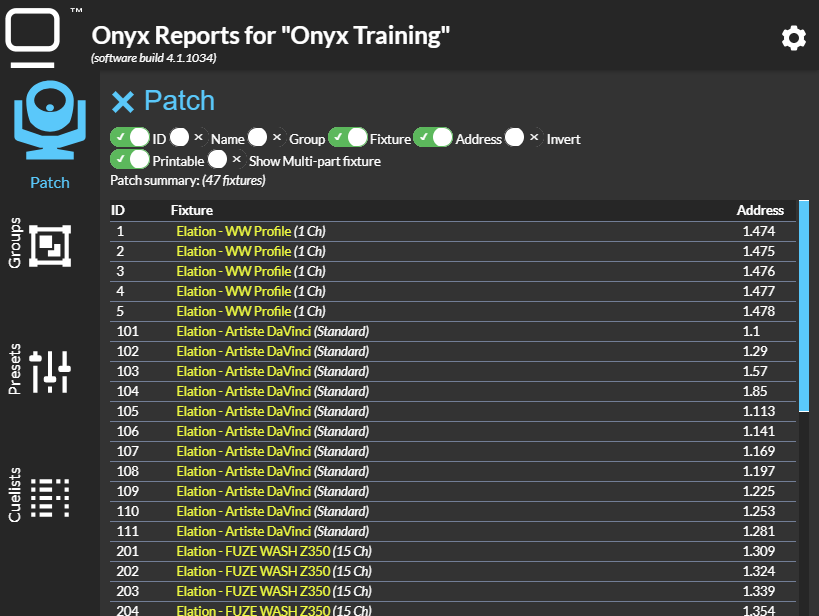 ™
Onyx Reports for "Onyx Training"
(software build 4.1.1034)
Patch
Groups
Presets
Cuelists
Patch
ID Name Group Fixture Address Invert
Printable Show Multi-part fixture
Patch summary: (47 fixtures)
ID Fixture Address
1 Elation - WW Profile (1 Ch) 1.474
2 Elation - WW Profile (1 Ch) 1.475
3 Elation - WW Profile (1 Ch) 1.476
4 Elation - WW Profile (1 Ch) 1.477
5 Elation - WW Profile (1 Ch) 1.478
101 Elation - Artiste DaVinci (Standard) 1.1
102 Elation - Artiste DaVinci (Standard) 1.29
103 Elation - Artiste DaVinci (Standard) 1.57
104 Elation - Artiste DaVinci (Standard) 1.85
105 Elation - Artiste DaVinci (Standard) 1.113
106 Elation - Artiste DaVinci (Standard) 1.141
107 Elation - Artiste DaVinci (Standard) 1.169
108 Elation - Artiste DaVinci (Standard) 1.197
109 Elation - Artiste DaVinci (Standard) 1.225
110 Elation - Artiste DaVinci (Standard) 1.253
111 Elation - Artiste DaVinci (Standard) 1.281
201 Elation - FUZE WASH Z350 (15 Ch) 1.309
202 Elation - FUZE WASH Z350 (15 Ch) 1.324
203 Elation - FUZE WASH Z350 (15 Ch) 1.339
204 Elation - FUZE WASH Z350 (15 Ch) 1.354